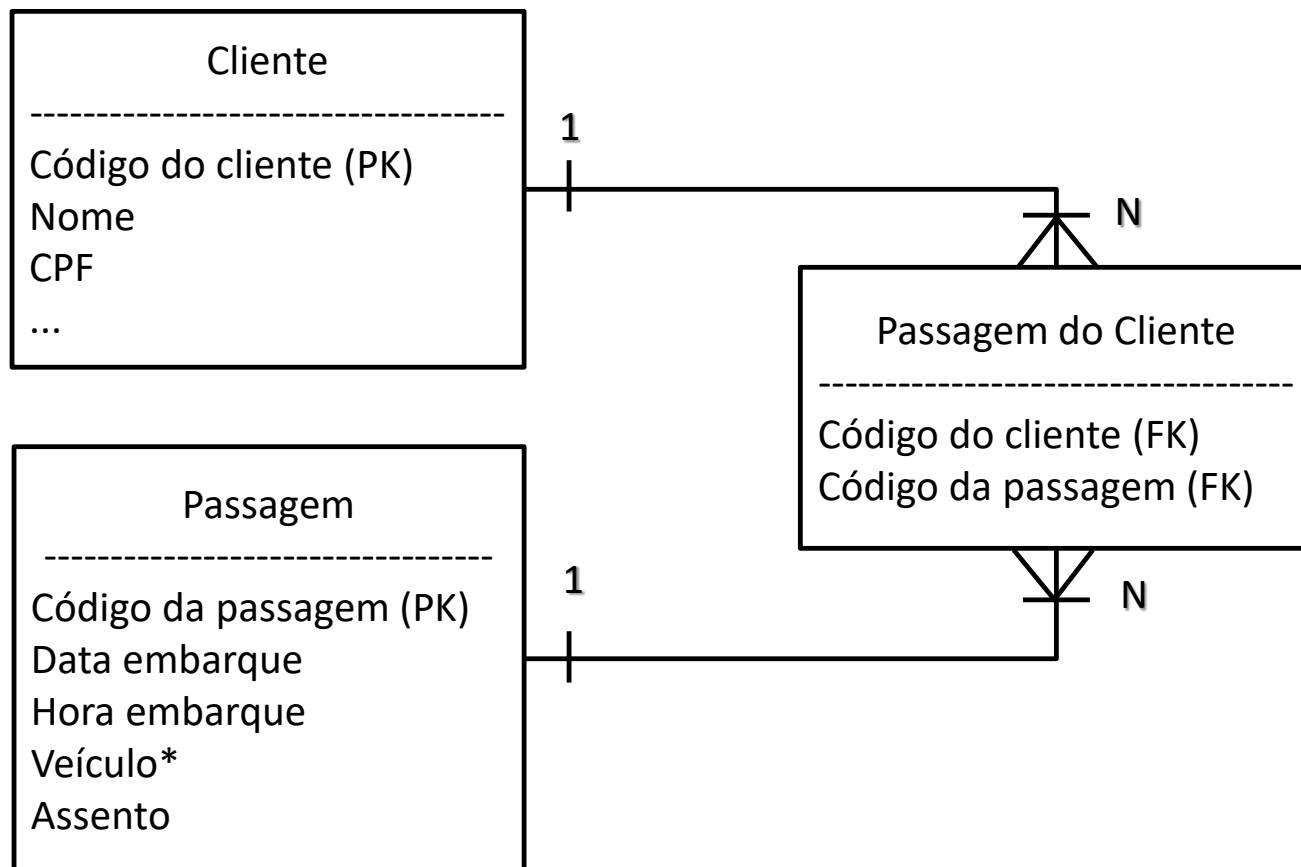 Cliente
------------------------------------
Código do cliente (PK)
Nome
CPF
...
1
N
Passagem do Cliente
------------------------------------
Código do cliente (FK)
Código da passagem (FK)
N
1
Passagem
----------------------------------
Código da passagem (PK)
Data embarque
Hora embarque
Veículo*
Assento